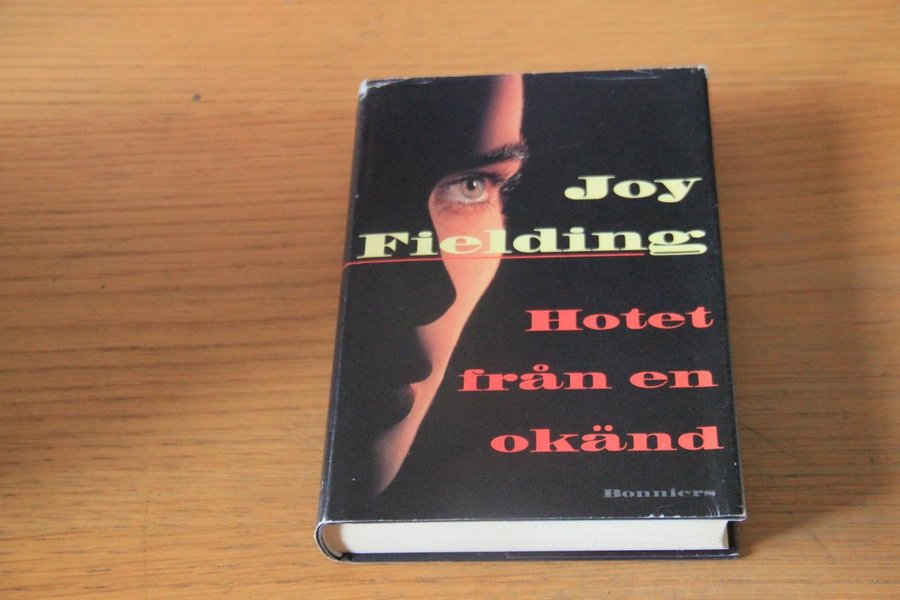 Joy
Fielding
Hotet
från en
okänd
Bonniers